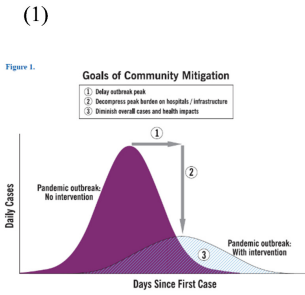 (1)
Figure 1.
Goals of Community Mitigation
① Delay outbreak peak
② Decompress peak burden on hospitals / infrastructure
③ Diminish overall cases and health impacts
①
②
Pandemic outbreak:
No intervention
Pandemic outbreak:
With intervention
③
Daily Cases
Days Since First Case